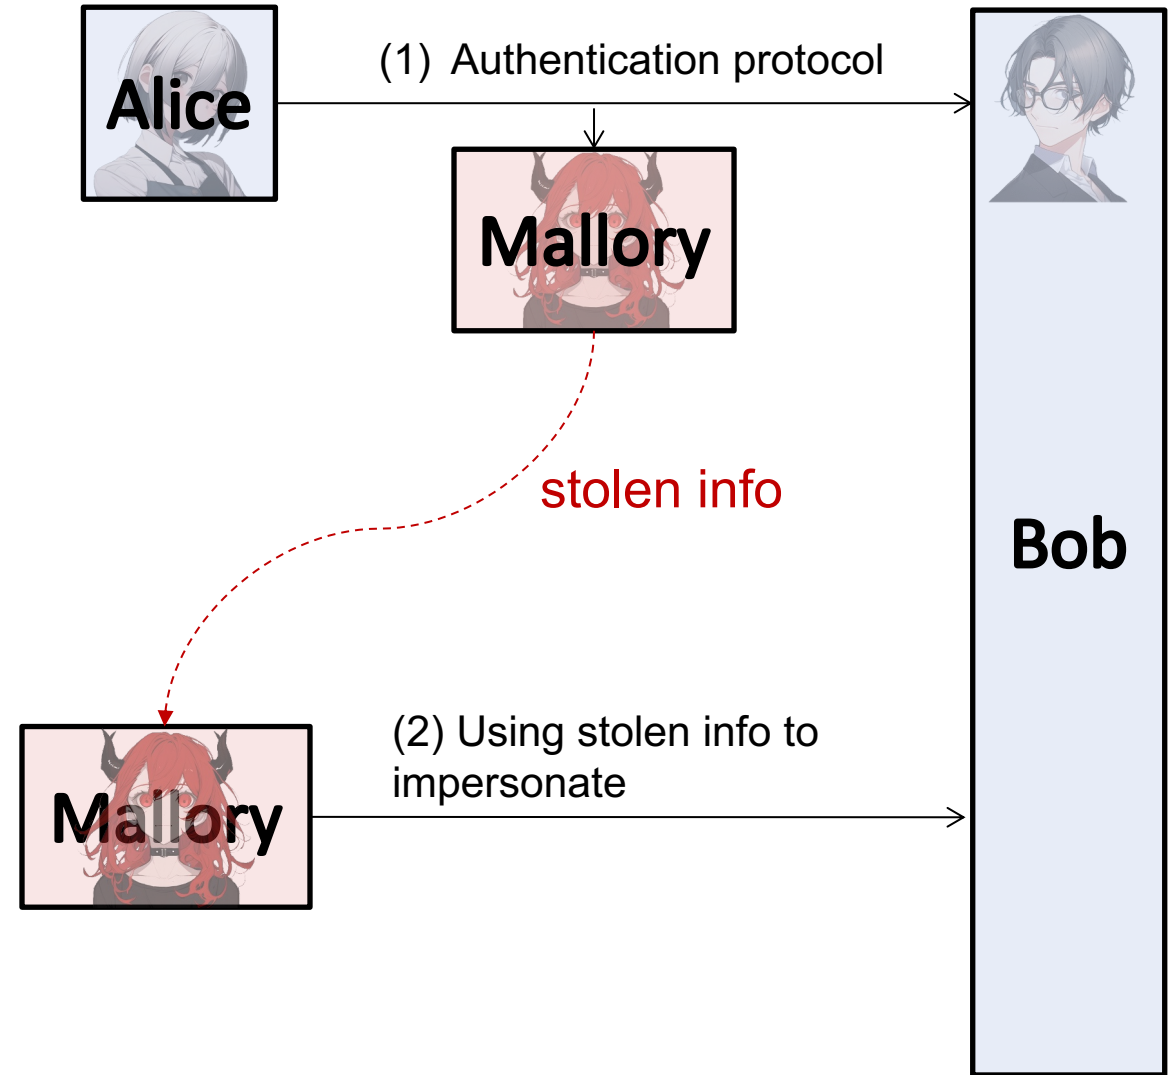 (1) Authentication protocol
Alice
Mallory
stolen info
Bob
(2) Using stolen info to
impersonate
Mallory